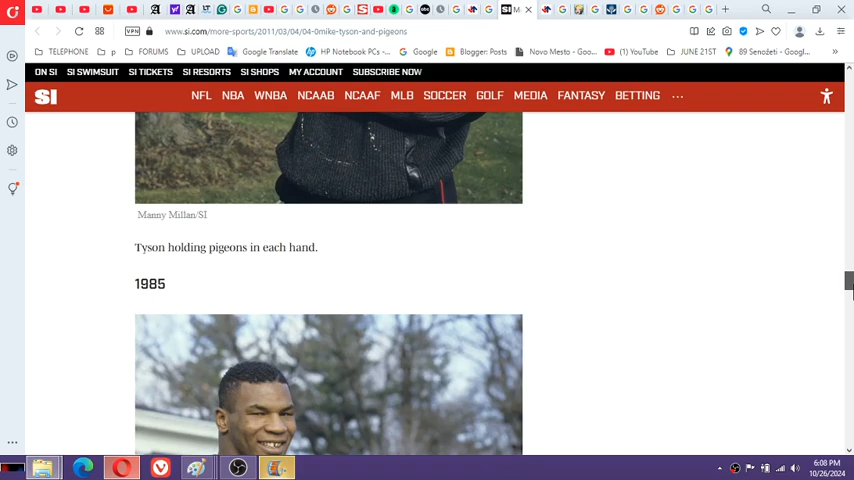 VPN www.si.com/more-sports/2011/03/04/04-0mike-tyson-and-pigeons
TELEPHONE p FORUMS UPLOAD Google Translate HP Notebook PCs -... Google Blogger: Posts Novo Mesto - Goog... (1) YouTube JUNE 21ST 89 Senožeti - Googl...
ON SI SI SWIMSUIT SI TICKETS SI RESORTS SI SHOPS MY ACCOUNT SUBSCRIBE NOW
SI NFL NBA WNBA NCAAB NCAAF MLB SOCCER GOLF MEDIA FANTASY BETTING ...
Manny Millan/SI
Tyson holding pigeons in each hand.
1985
6:08 PM
10/26/2024